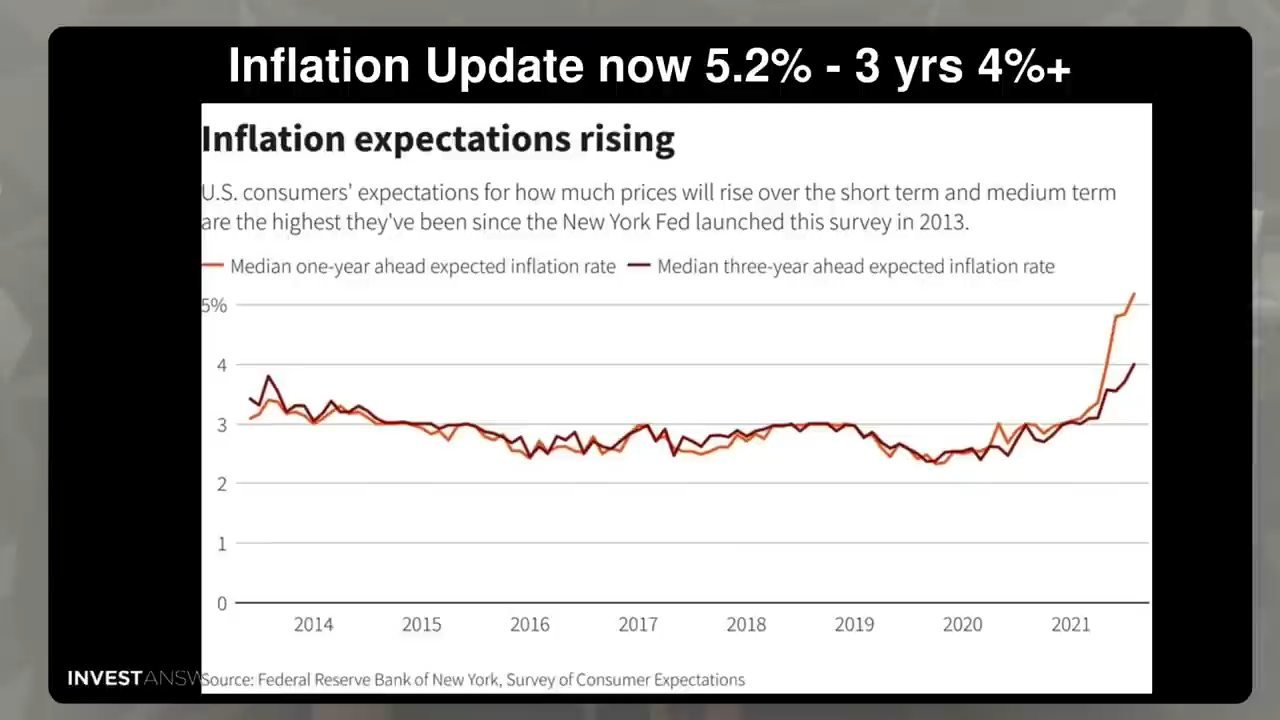 Inflation Update now 5.2% - 3 yrs 4%+
Inflation expectations rising
U.S. consumers' expectations for how much prices will rise over the short term and medium term
are the highest they've been since the New York Fed launched this survey in 2013.
Median one-year ahead expected inflation rate Median three-year ahead expected inflation rate
5%
4
3
2
1
0
2014 2015 2016 2017 2018 2019 2020 2021
INVESTANSW
Source: Federal Reserve Bank of New York, Survey of Consumer Expectations